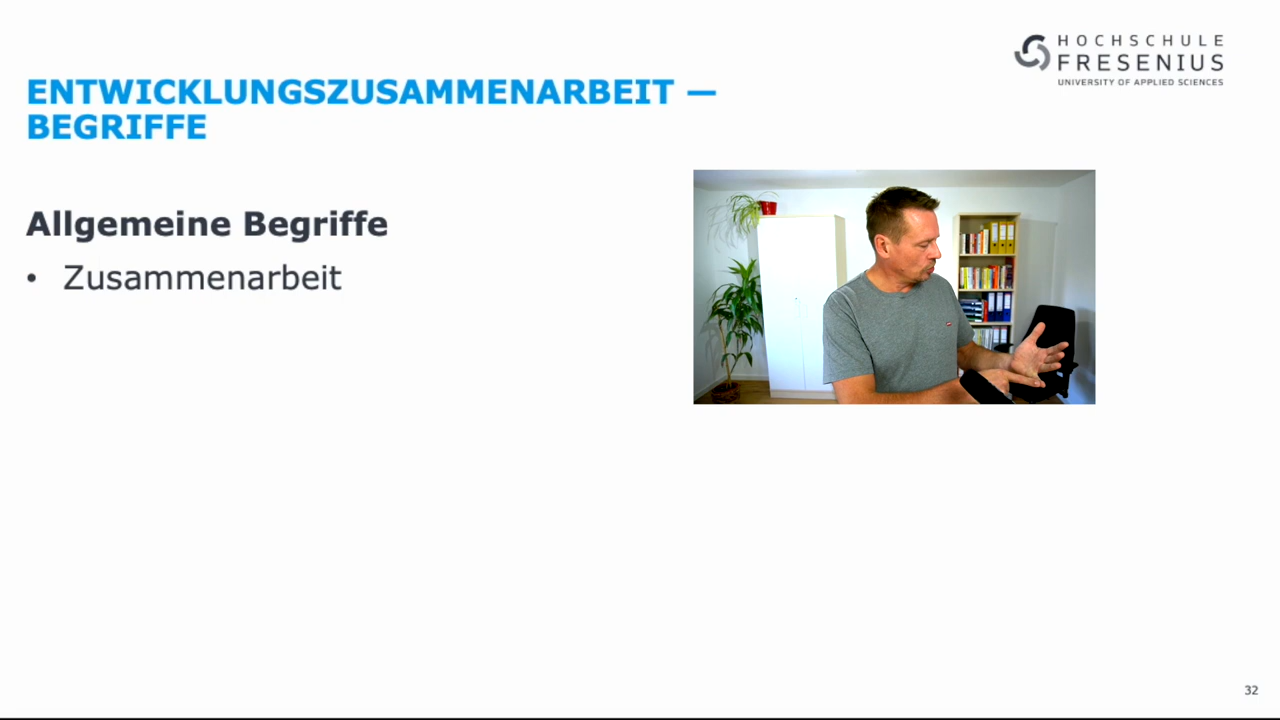 HOCHSCHULE
FRESENIUS
UNIVERSITY OF APPLIED SCIENCES
ENTWICKLUNGSZUSAMMENARBEIT —
BEGRIFFE
Allgemeine Begriffe
• Zusammenarbeit
32